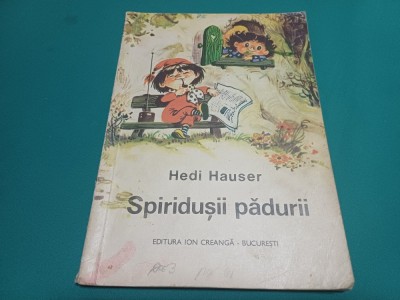 Hedi Hauser
Spiridușii pădurii
EDITURA ION CREANGĂ - BUCUREȘTI